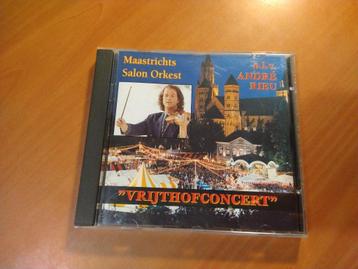 Maastrichts
Salon Orkest
o.l.v.
ANDRÉ
RIEU
"VRIJTHOFCONCERT"